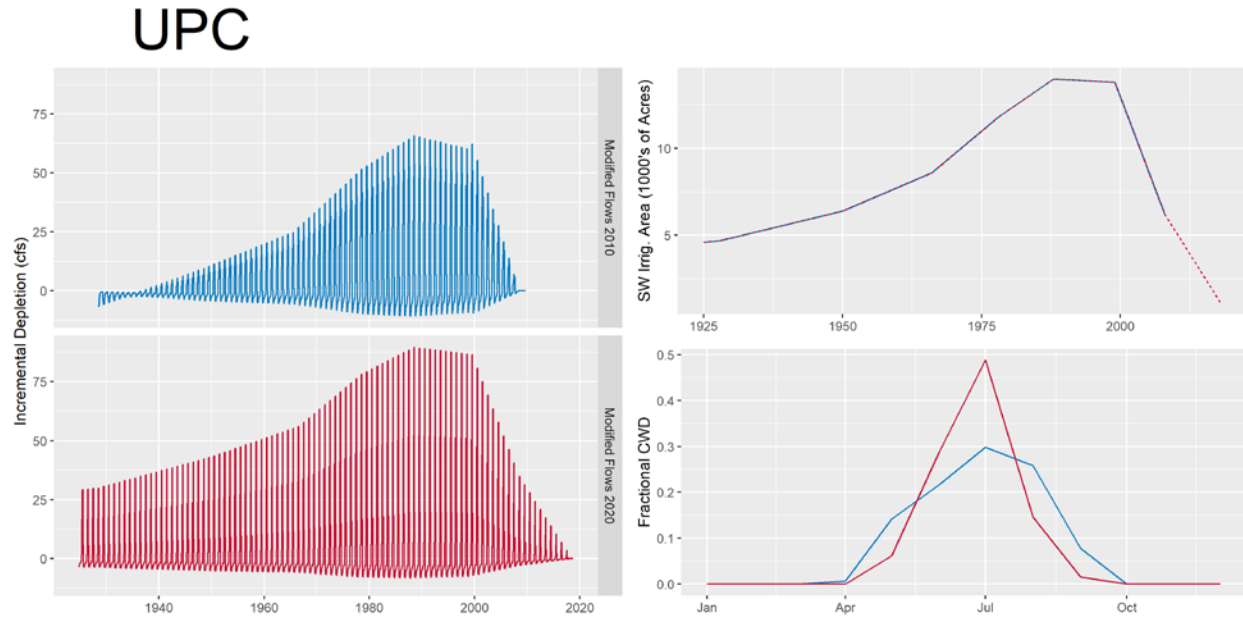 UPC
Incremental Depletion (cfs)
75
50
25
0
Modified Flows 2010
75
50
25
0
Modified Flows 2020
1940 1960 1980 2000 2020
SW Irrig. Area (1000's of Acres)
10
5
1925 1950 1975 2000
Fractional CWD
0.5
0.4
0.3
0.2
0.1
0.0
Jan Apr Jul Oct